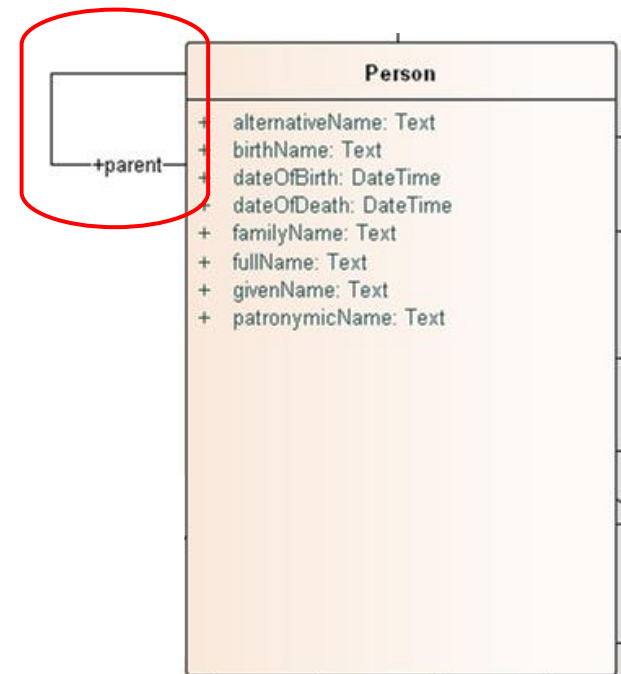 Person
+ alternativeName: Text
+ birthName: Text
+parent
+ dateOfBirth: DateTime
+ dateOfDeath: DateTime
+ familyName: Text
+ fullName: Text
+ givenName: Text
+ patronymicName: Text